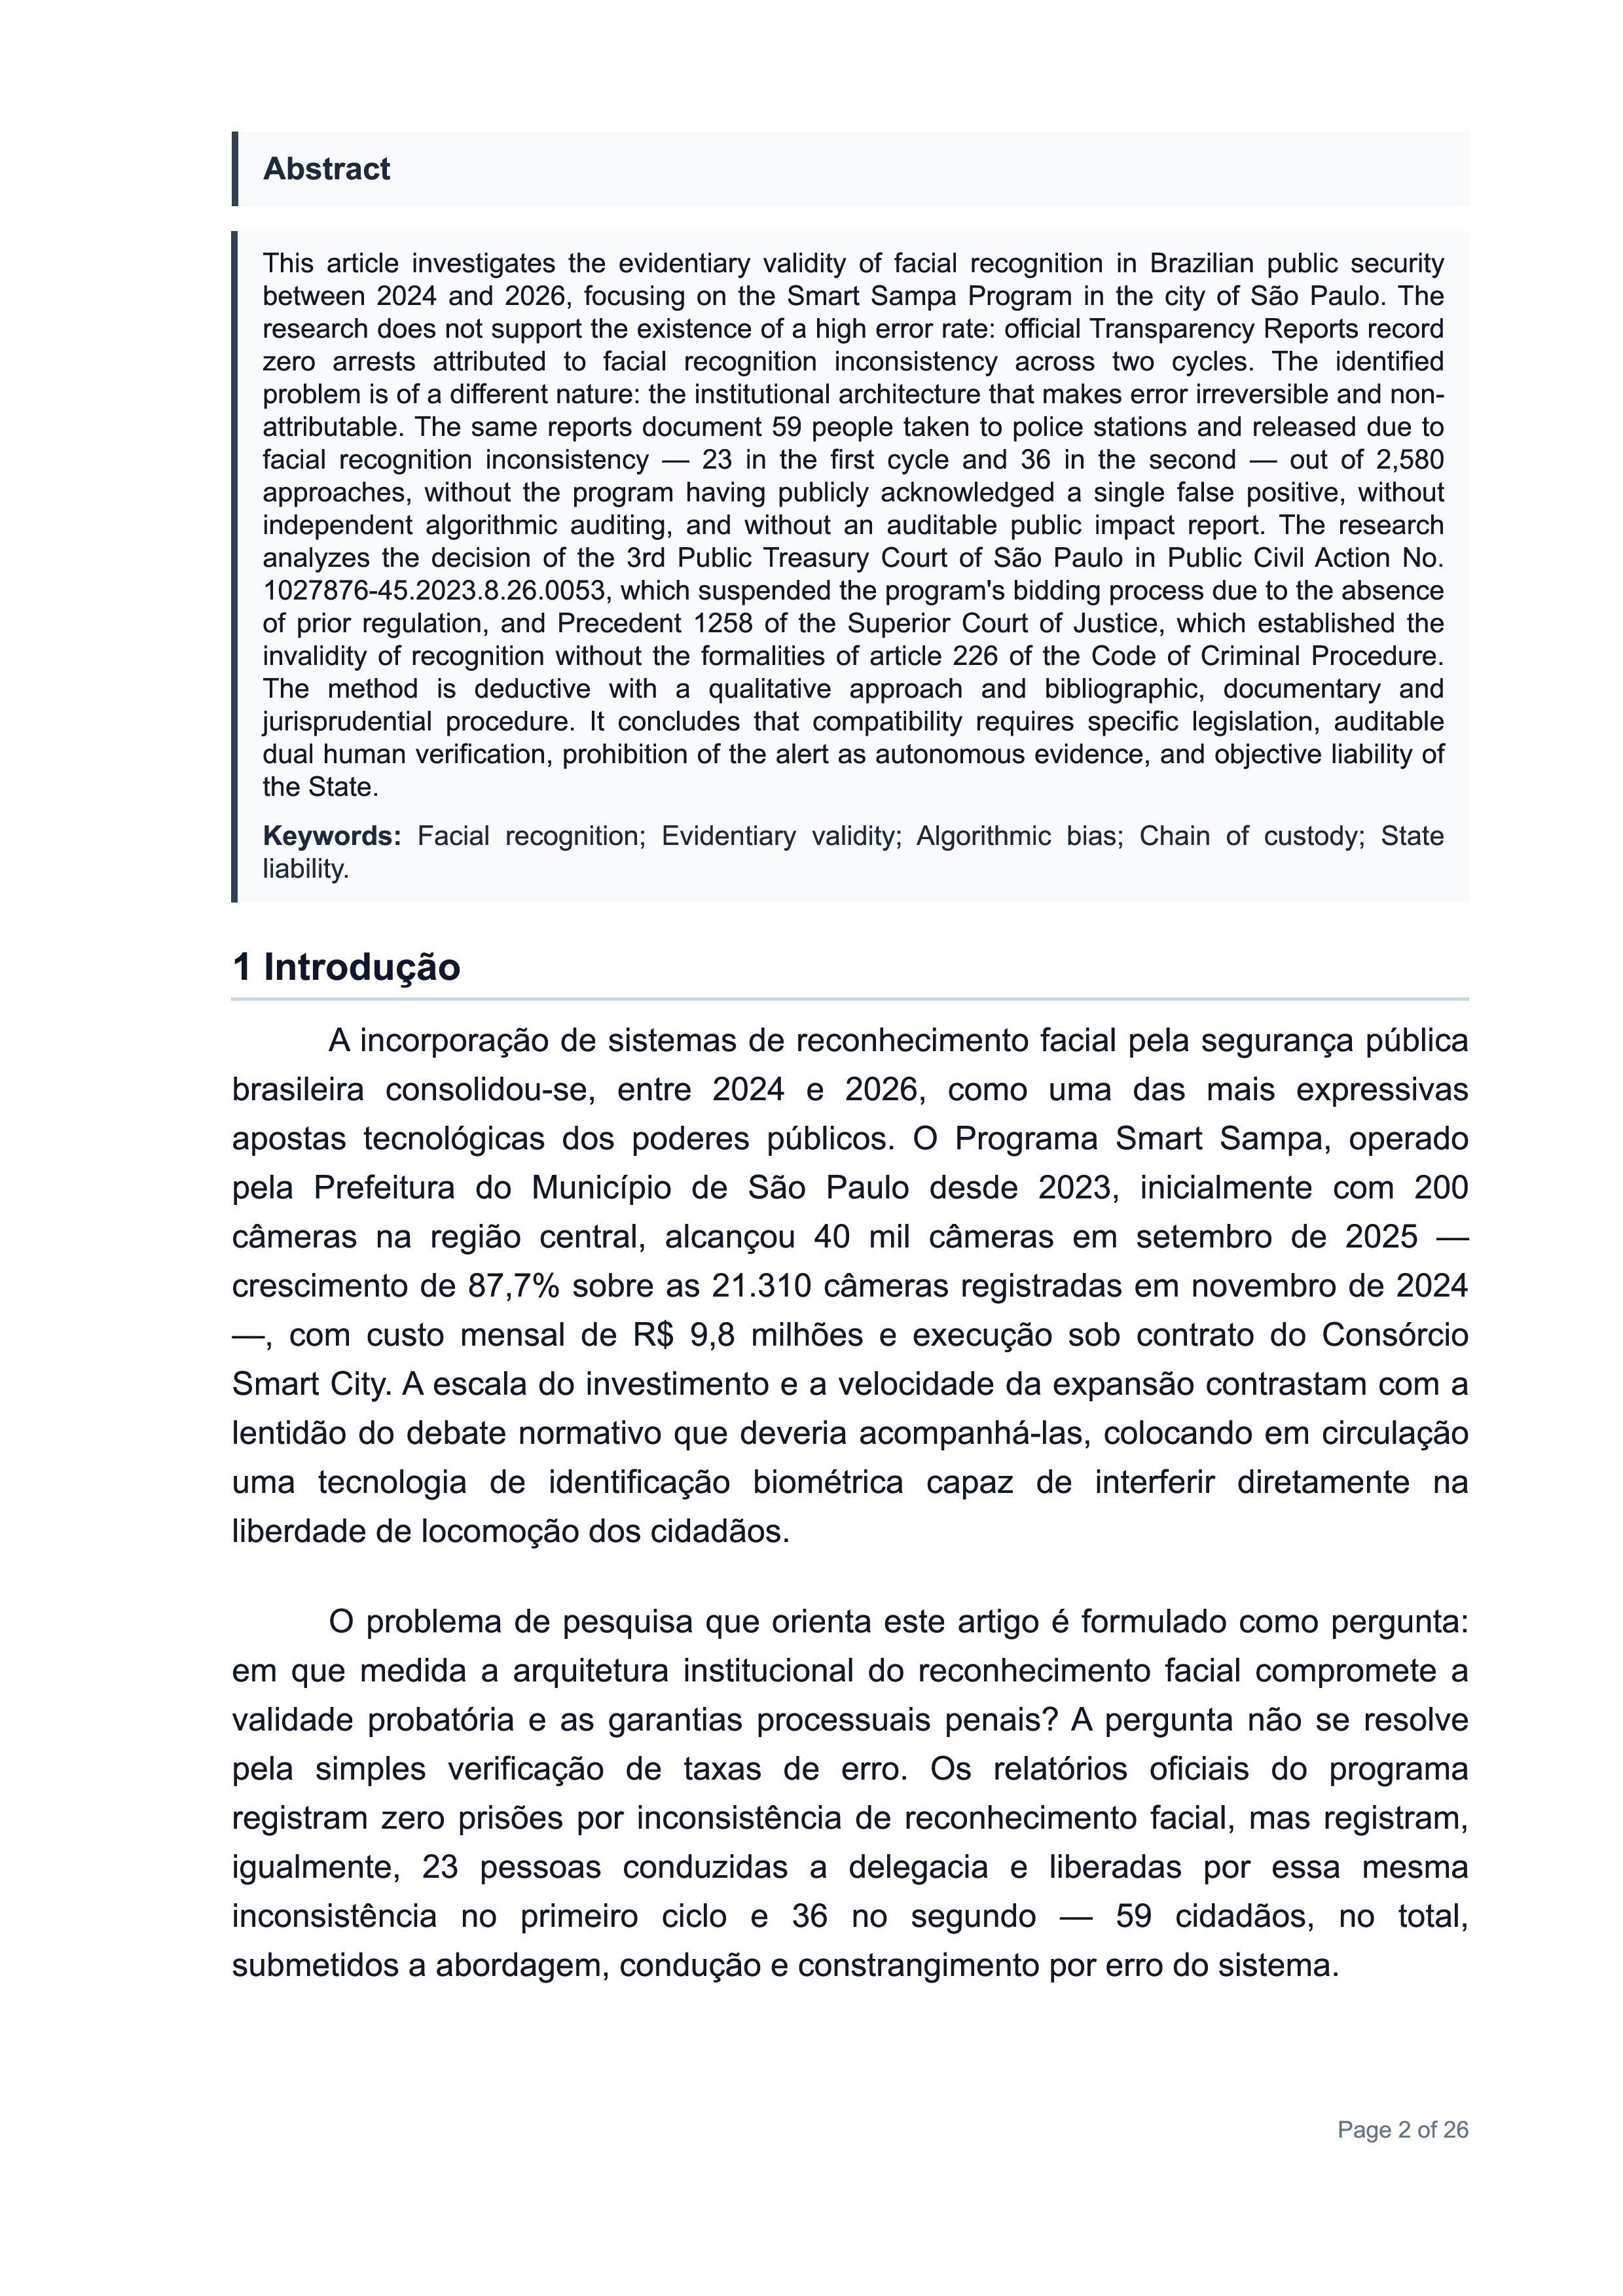 Abstract
This article investigates the evidentiary validity of facial recognition in Brazilian public security
between 2024 and 2026, focusing on the Smart Sampa Program in the city of São Paulo. The
research does not support the existence of a high error rate: official Transparency Reports record
zero arrests attributed to facial recognition inconsistency across two cycles. The identified
problem is of a different nature: the institutional architecture that makes error irreversible and non-
attributable. The same reports document 59 people taken to police stations and released due to
facial recognition inconsistency — 23 in the first cycle and 36 in the second — out of 2,580
approaches, without the program having publicly acknowledged a single false positive, without
independent algorithmic auditing, and without an auditable public impact report. The research
analyzes the decision of the 3rd Public Treasury Court of São Paulo in Public Civil Action No.
1027876-45.2023.8.26.0053, which suspended the program's bidding process due to the absence
of prior regulation, and Precedent 1258 of the Superior Court of Justice, which established the
invalidity of recognition without the formalities of article 226 of the Code of Criminal Procedure.
The method is deductive with a qualitative approach and bibliographic, documentary and
jurisprudential procedure. It concludes that compatibility requires specific legislation, auditable
dual human verification, prohibition of the alert as autonomous evidence, and objective liability of
the State.
Keywords: Facial recognition; Evidentiary validity; Algorithmic bias; Chain of custody; State
liability.
1 Introdução
A incorporação de sistemas de reconhecimento facial pela segurança pública
brasileira consolidou-se, entre 2024 e 2026, como uma das mais expressivas
apostas tecnológicas dos poderes públicos. O Programa Smart Sampa, operado
pela Prefeitura do Município de São Paulo desde 2023, inicialmente com 200
câmeras na região central, alcançou 40 mil câmeras em setembro de 2025 —
crescimento de 87,7% sobre as 21.310 câmeras registradas em novembro de 2024
—, com custo mensal de R$ 9,8 milhões e execução sob contrato do Consórcio
Smart City. A escala do investimento e a velocidade da expansão contrastam com a
lentidão do debate normativo que deveria acompanhá-las, colocando em circulação
uma tecnologia de identificação biométrica capaz de interferir diretamente na
liberdade de locomoção dos cidadãos.
O problema de pesquisa que orienta este artigo é formulado como pergunta:
em que medida a arquitetura institucional do reconhecimento facial compromete a
validade probatória e as garantias processuais penais? A pergunta não se resolve
pela simples verificação de taxas de erro. Os relatórios oficiais do programa
registram zero prisões por inconsistência de reconhecimento facial, mas registram,
igualmente, 23 pessoas conduzidas a delegacia e liberadas por essa mesma
inconsistência no primeiro ciclo e 36 no segundo — 59 cidadãos, no total,
submetidos a abordagem, condução e constrangimento por erro do sistema.
Page 2 of 26